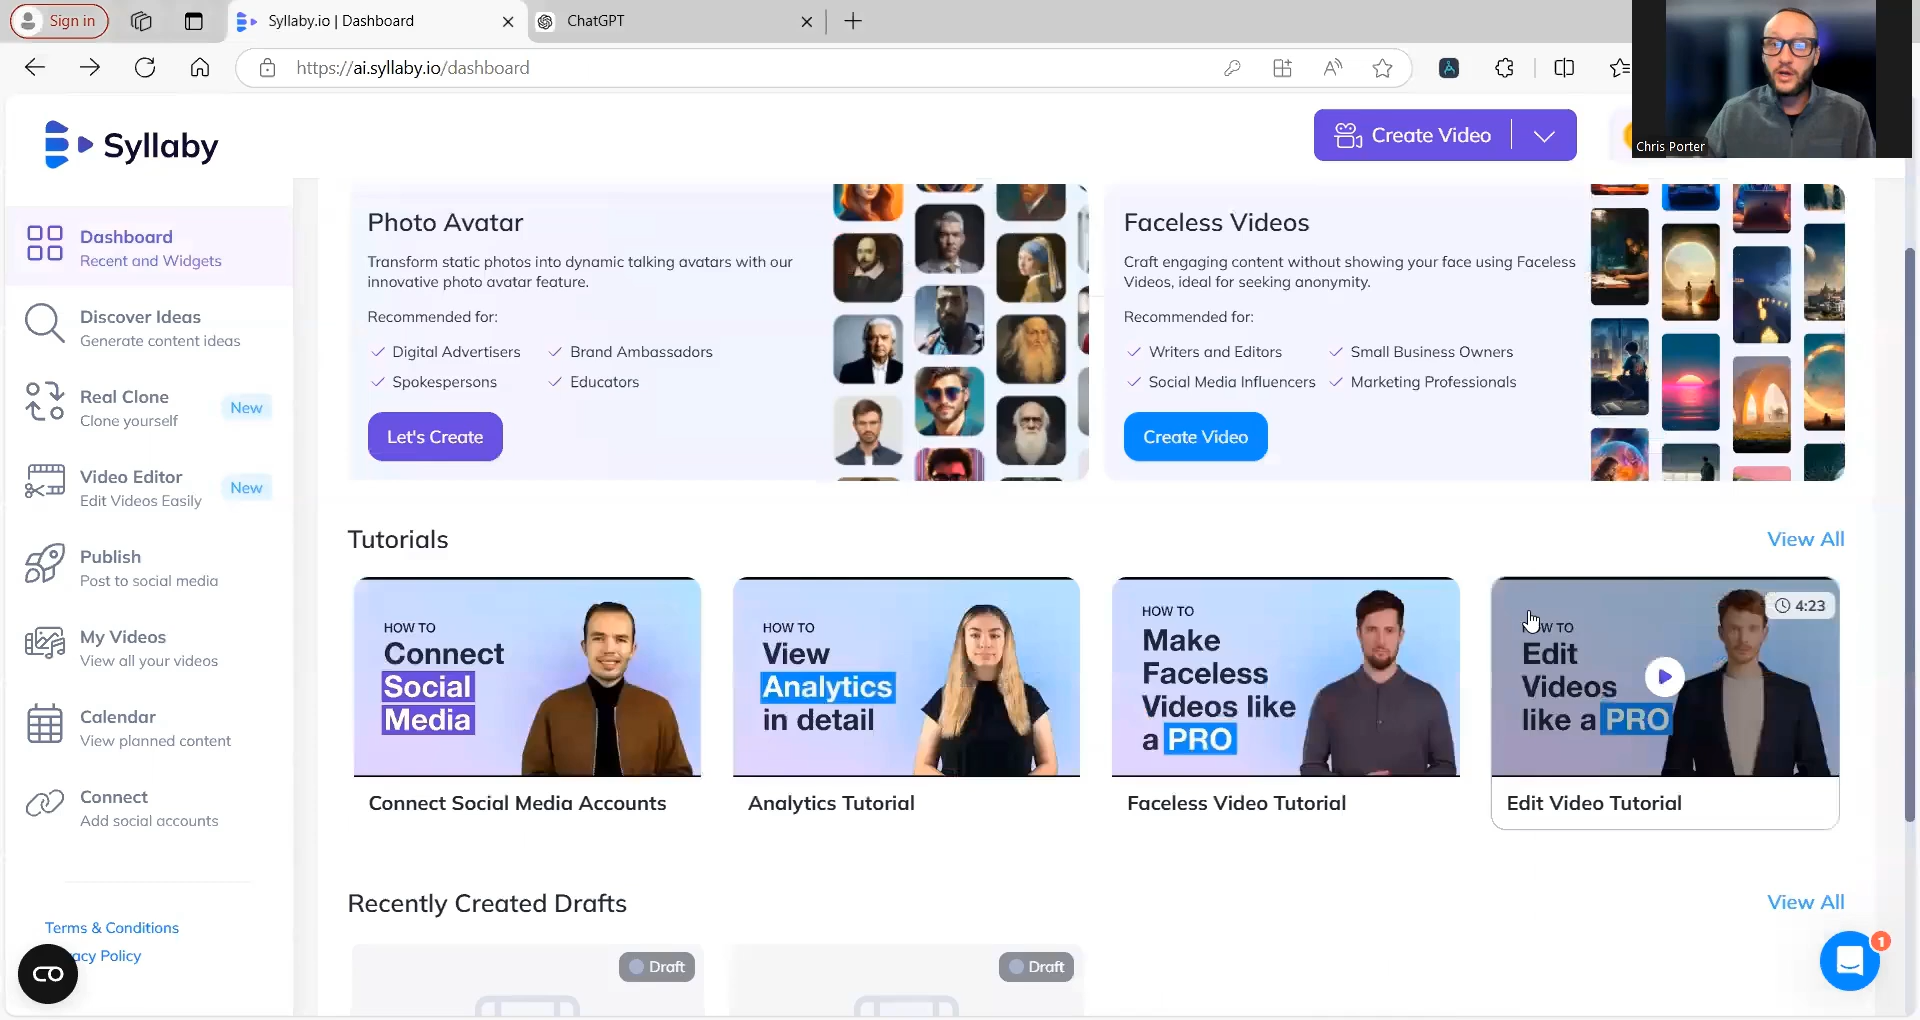 Sign in
Syllaby.io | Dashboard
ChatGPT
https://ai.syllaby.io/dashboard
Chris Porter
Syllaby
Create Video
Dashboard
Recent and Widgets
Discover Ideas
Generate content ideas
Real Clone
Clone yourself
New
Video Editor
Edit Videos Easily
New
Publish
Post to social media
My Videos
View all your videos
Calendar
View planned content
Connect
Add social accounts
Terms & Conditions
acy Policy
Photo Avatar
Transform static photos into dynamic talking avatars with our
innovative photo avatar feature.
Recommended for:
Digital Advertisers
Brand Ambassadors
Spokespersons
Educators
Let's Create
Faceless Videos
Craft engaging content without showing your face using Faceless
Videos, ideal for seeking anonymity.
Recommended for:
Writers and Editors
Small Business Owners
Social Media Influencers
Marketing Professionals
Create Video
Tutorials
View All
HOW TO
Connect
Social
Media
Connect Social Media Accounts
HOW TO
View
Analytics
in detail
Analytics Tutorial
HOW TO
Make
Faceless
Videos like
a PRO
Faceless Video Tutorial
4:23
HOW TO
Edit
Videos
like a PRO
Edit Video Tutorial
Recently Created Drafts
View All
Draft
Draft
1